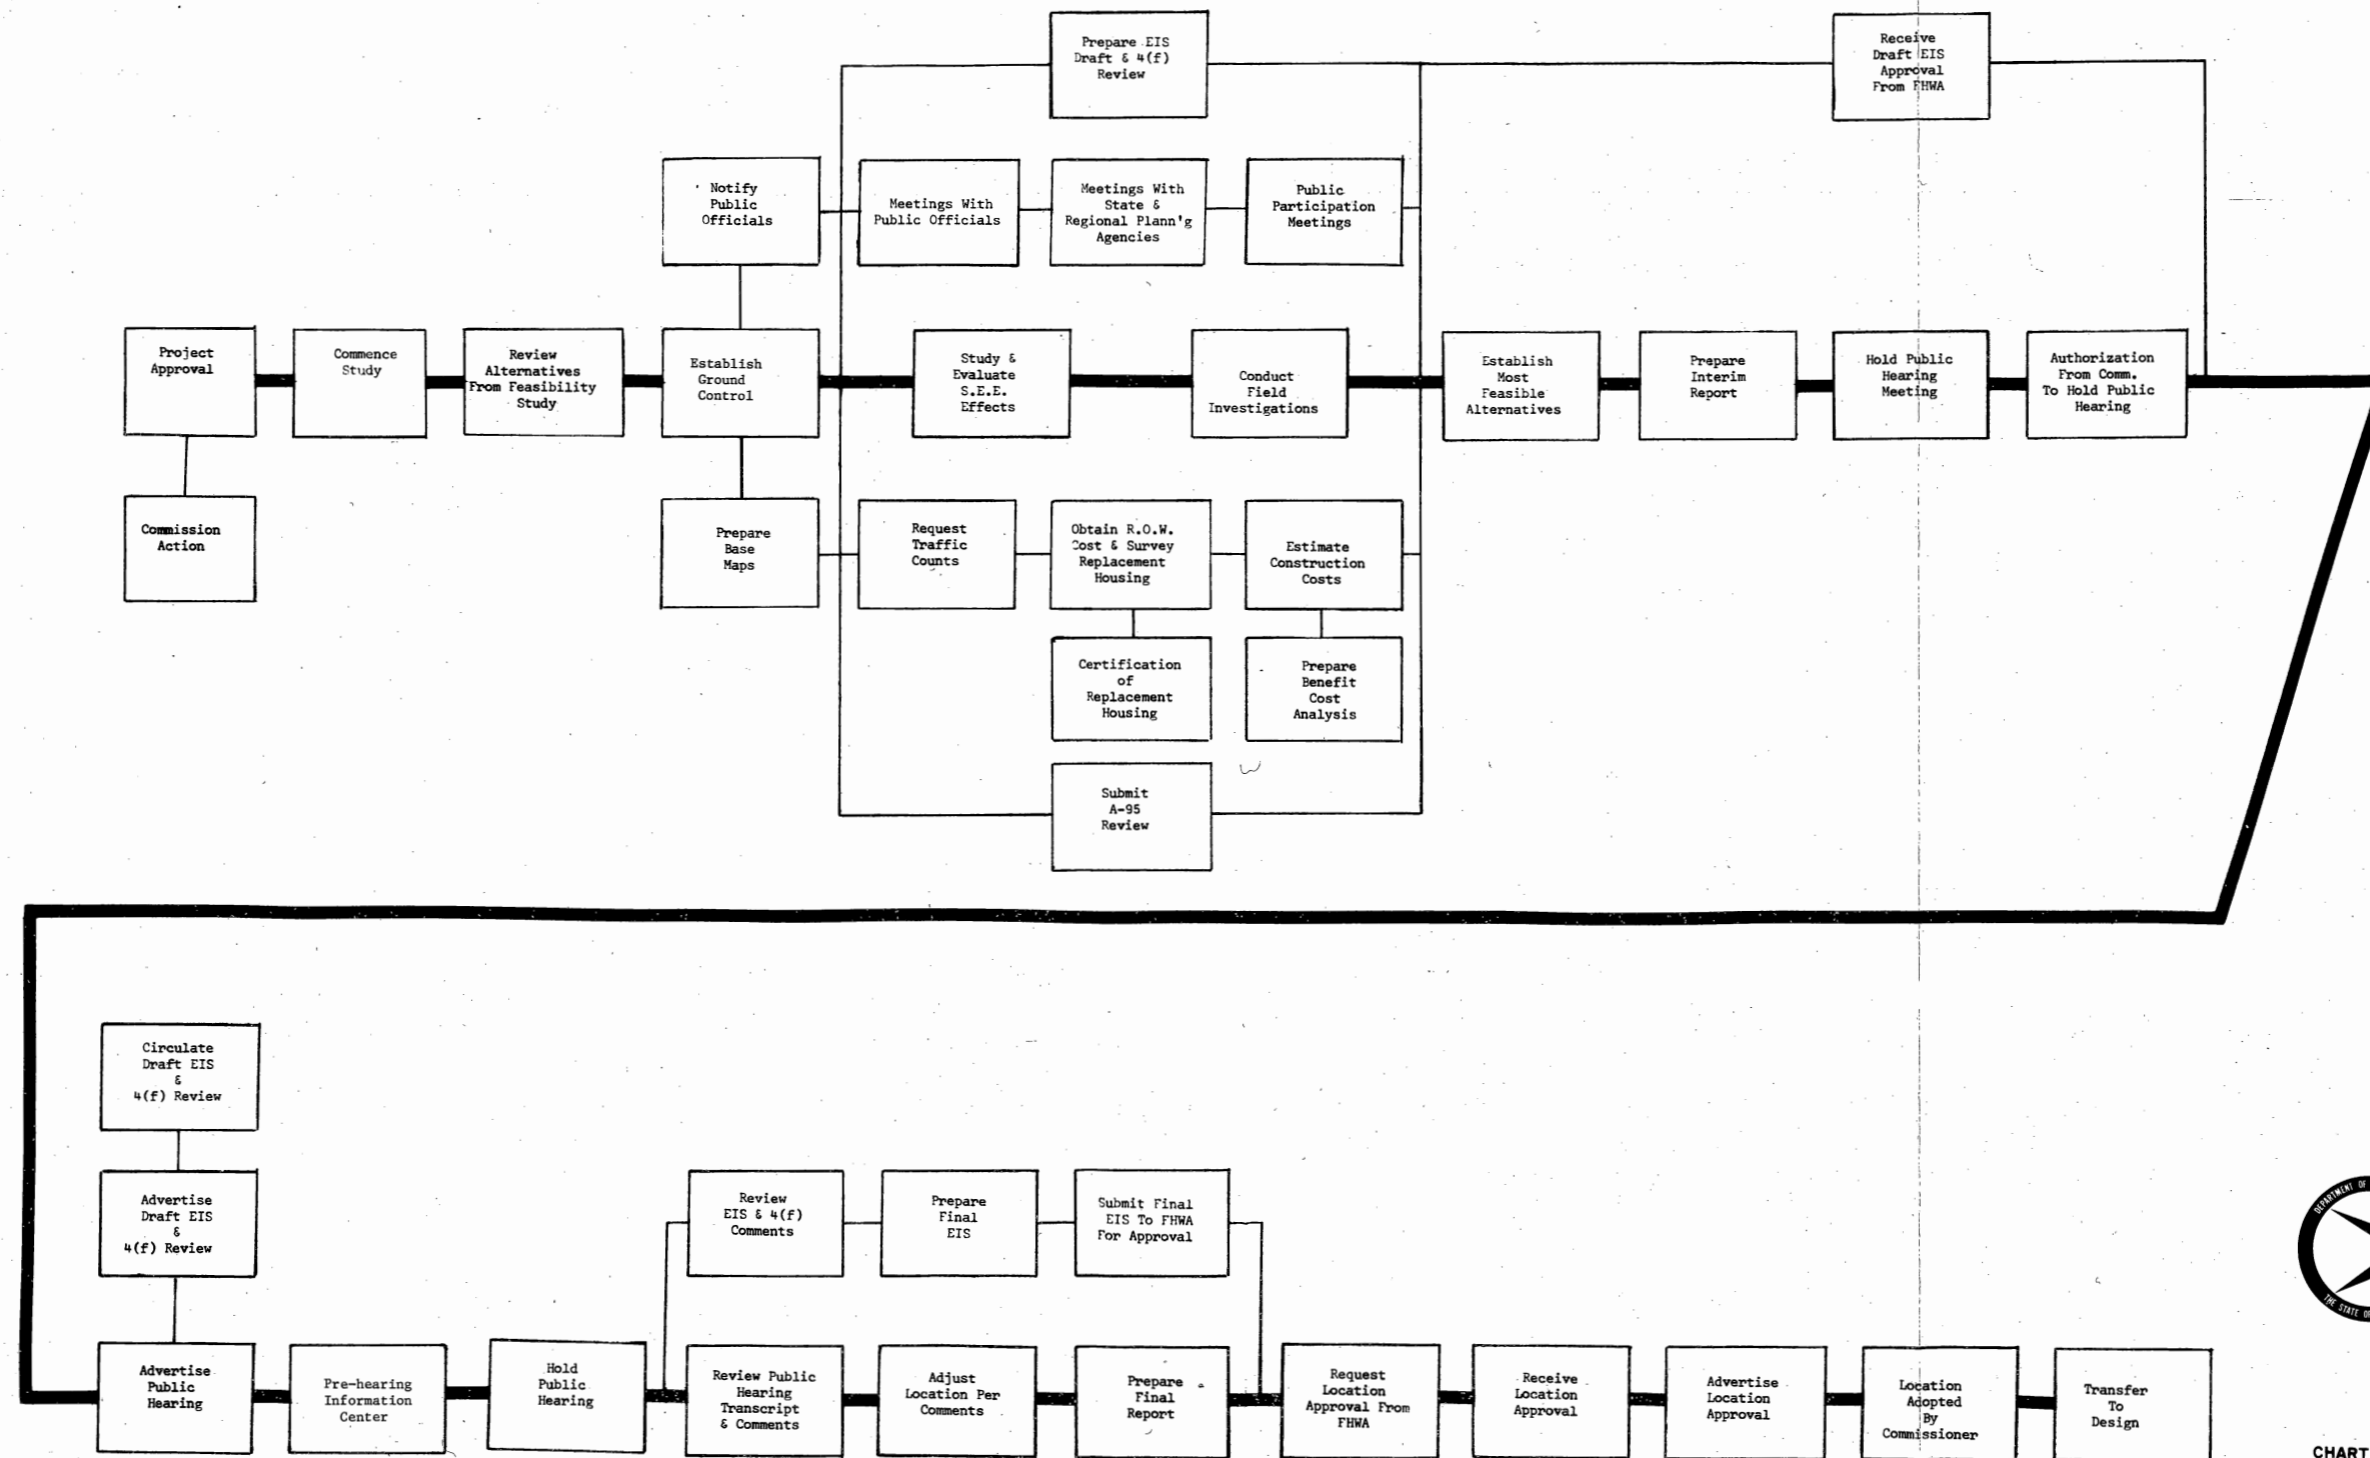 Prepare EIS
Draft & 4(f)
Review
Receive
Draft EIS
Approval
From FHWA
Notify
Public
Officials
Meetings With
Public Officials
Meetings With
State &
Regional Plann'g
Agencies
Public
Participation
Meetings
Project
Approval
Commence
Study
Review
Alternatives
From Feasibility
Study
Establish
Ground
Control
Study &
Evaluate
S.E.E.
Effects
Conduct
Field
Investigations
Establish
Most
Feasible
Alternatives
Prepare
Interim
Report
Hold Public
Hearing
Meeting
Authorization
From Comm.
To Hold Public
Hearing
Commission
Action
Prepare
Base
Maps
Request
Traffic
Counts
Obtain R.O.W.
Cost & Survey
Replacement
Housing
Estimate
Construction
Costs
Certification
of
Replacement
Housing
Prepare
Benefit
Cost
Analysis
Submit
A-95
Review
Circulate
Draft EIS
&
4(f) Review
Advertise
Draft EIS
&
4(f) Review
Review
EIS & 4(f)
Comments
Prepare
Final
EIS
Submit Final
EIS To FHWA
For Approval
Advertise
Public
Hearing
Pre-hearing
Information
Center
Hold
Public
Hearing
Review Public
Hearing
Transcript
& Comments
Adjust
Location Per
Comments
Prepare
Final
Report
Request
Location
Approval From
FHWA
Receive
Location
Approval
Advertise
Location
Approval
Location
Adopted
By
Commissioner
Transfer
To
Design
DEPARTMENT OF
THE STATE OF
CHART